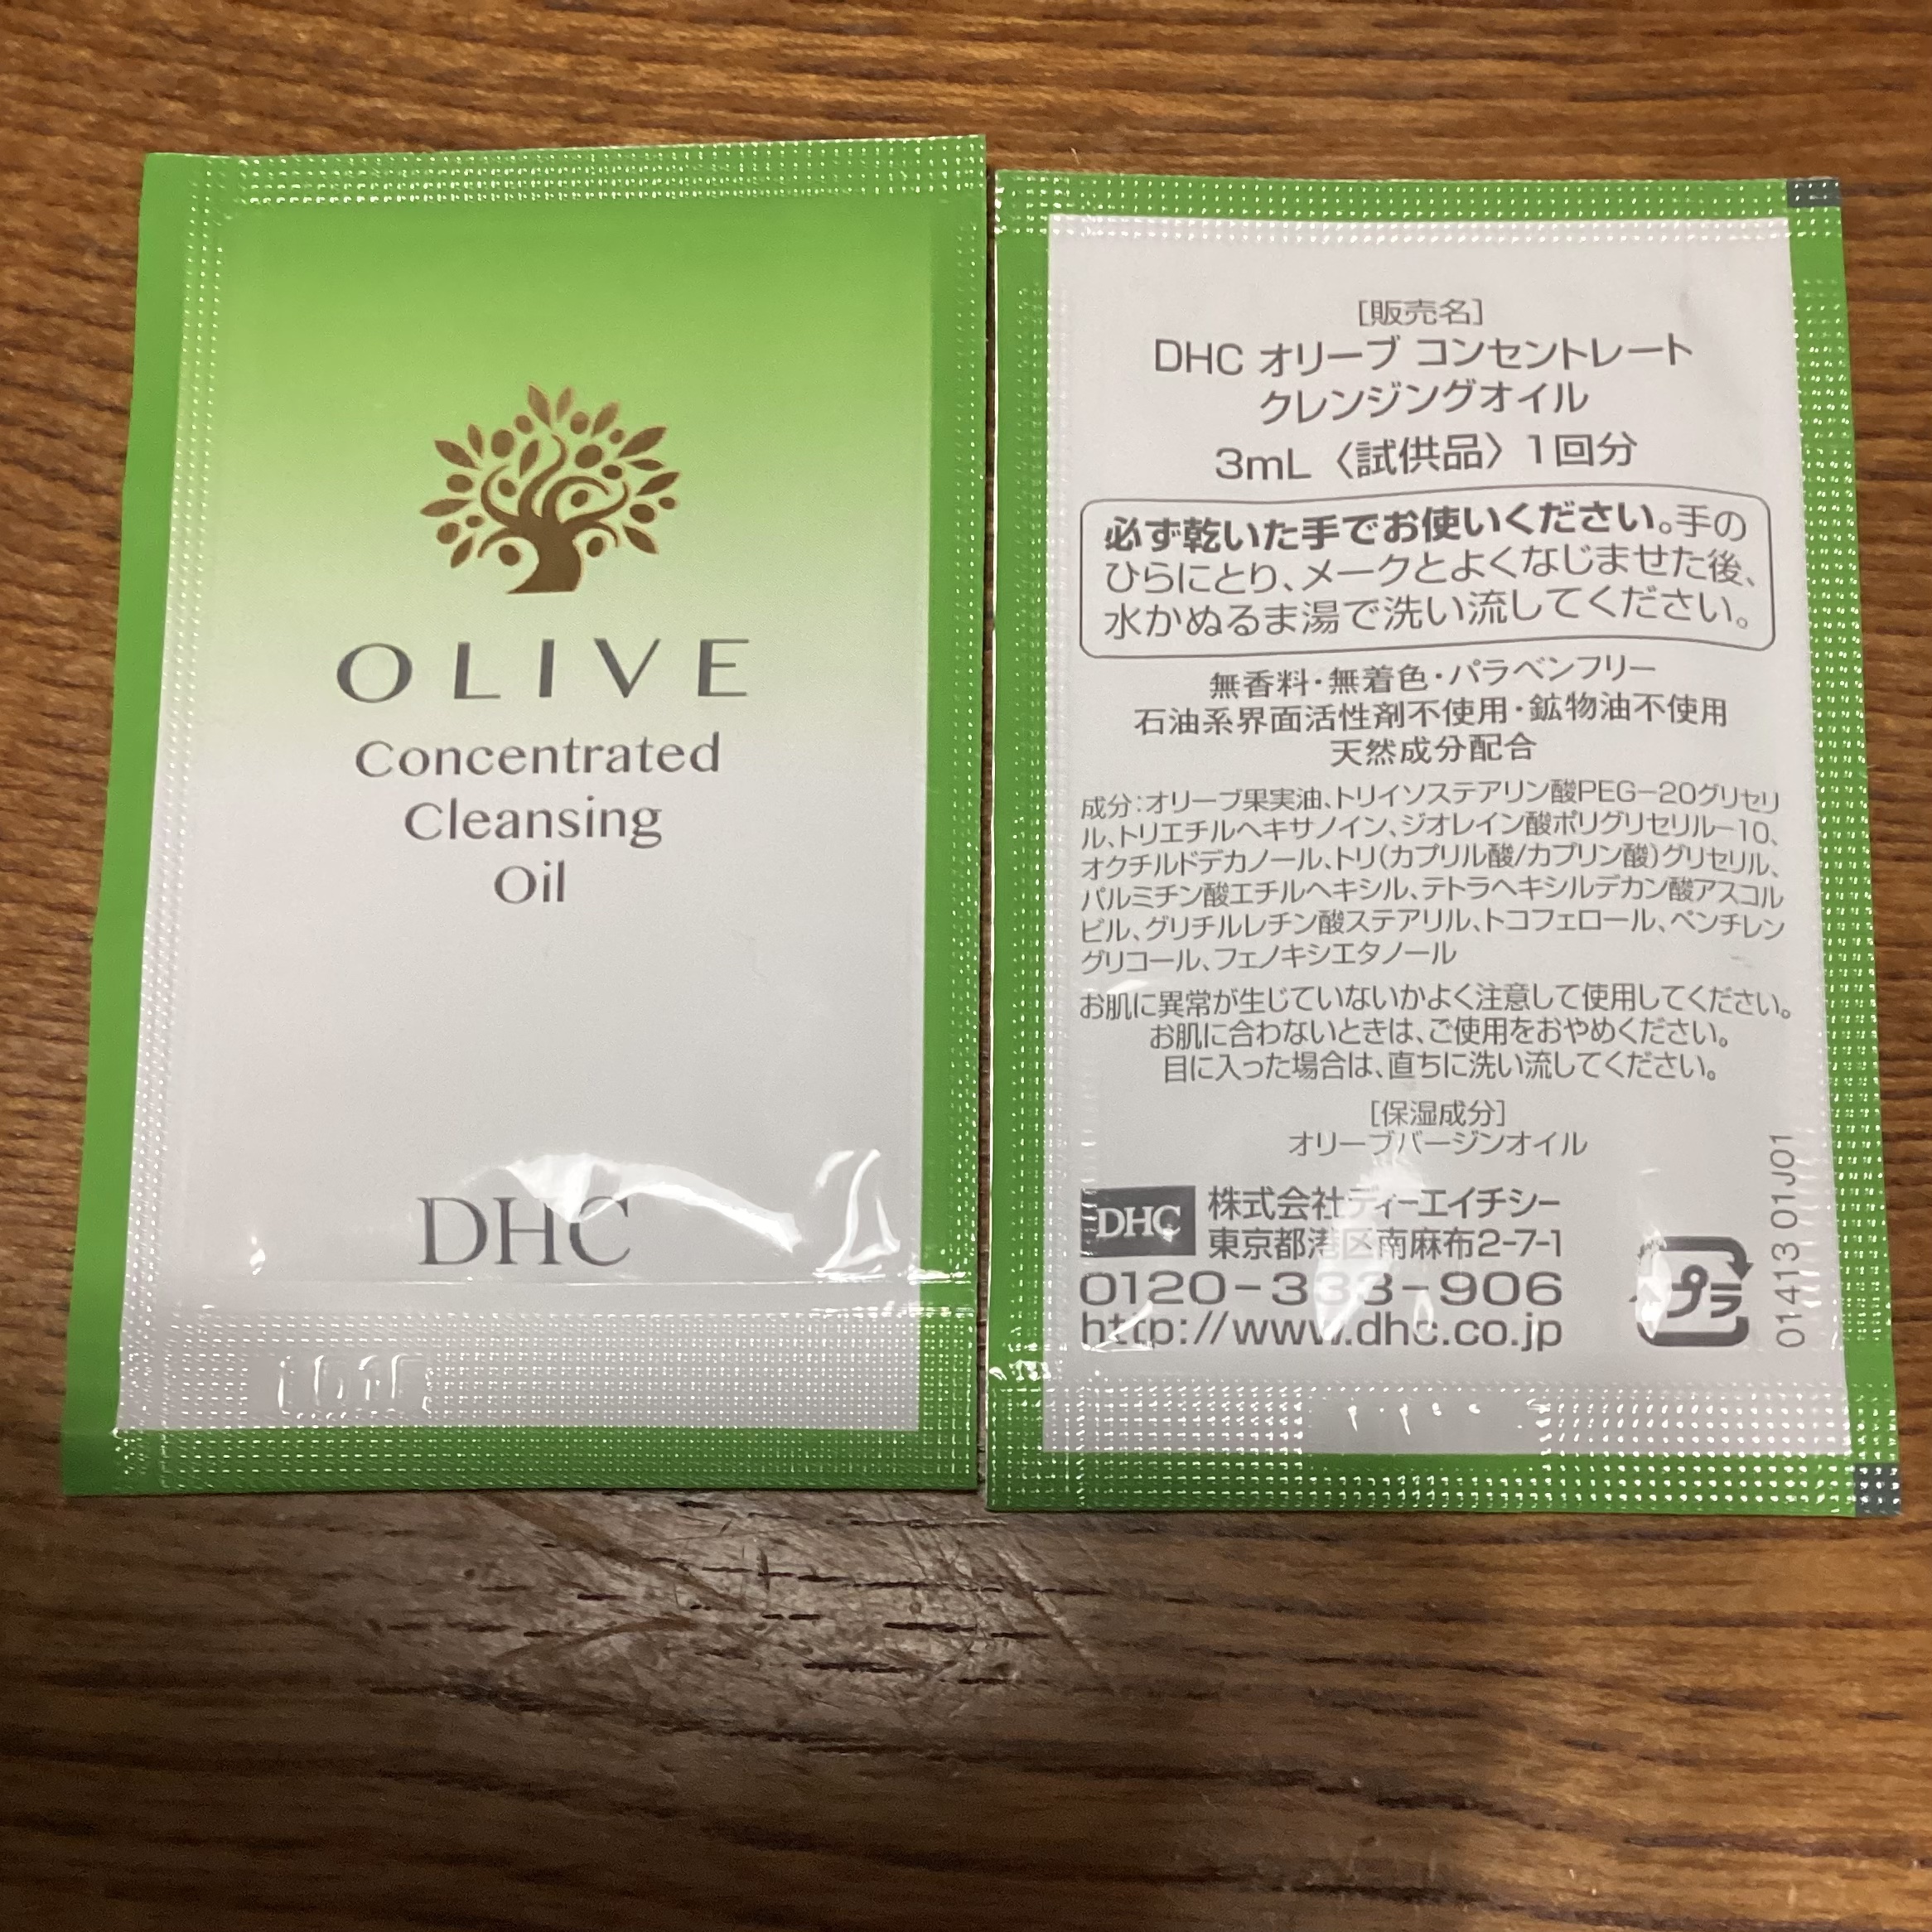 OLIVE
Concentrated
Cleansing
Oil
DHC
[販売名]
DHC オリーブ コンセントレート
クレンジングオイル
3mL〈試供品〉1回分
必ず乾いた手でお使いください。手の
ひらにとり、メークとよくなじませた後、
水かぬるま湯で洗い流してください。
無香料・無着色・パラベンフリー
石油系界面活性剤不使用・鉱物油不使用
天然成分配合
成分:オリーブ果実油、トリイソステアリン酸PEG-20グリセリ
ル、トリエチルヘキサノイン、ジオレイン酸ポリグリセリル-10、
オクチルドデカノール、トリ(カプリル酸/カプリン酸)グリセリル、
パルミチン酸エチルヘキシル、テトラヘキシルデカン酸アスコル
ビル、グリチルレチン酸ステアリル、トコフェロール、ペンチレン
グリコール、フェノキシエタノール
お肌に異常が生じていないかよく注意して使用してください。
お肌に合わないときは、ご使用をおやめください。
目に入った場合は、直ちに洗い流してください。
[保湿成分]
オリーブバージンオイル
DHC 株式会社ディーエイチシー
東京都港区南麻布2-7-1
0120-333-906
http://www.dhc.co.jp
プラ
01413 01J01